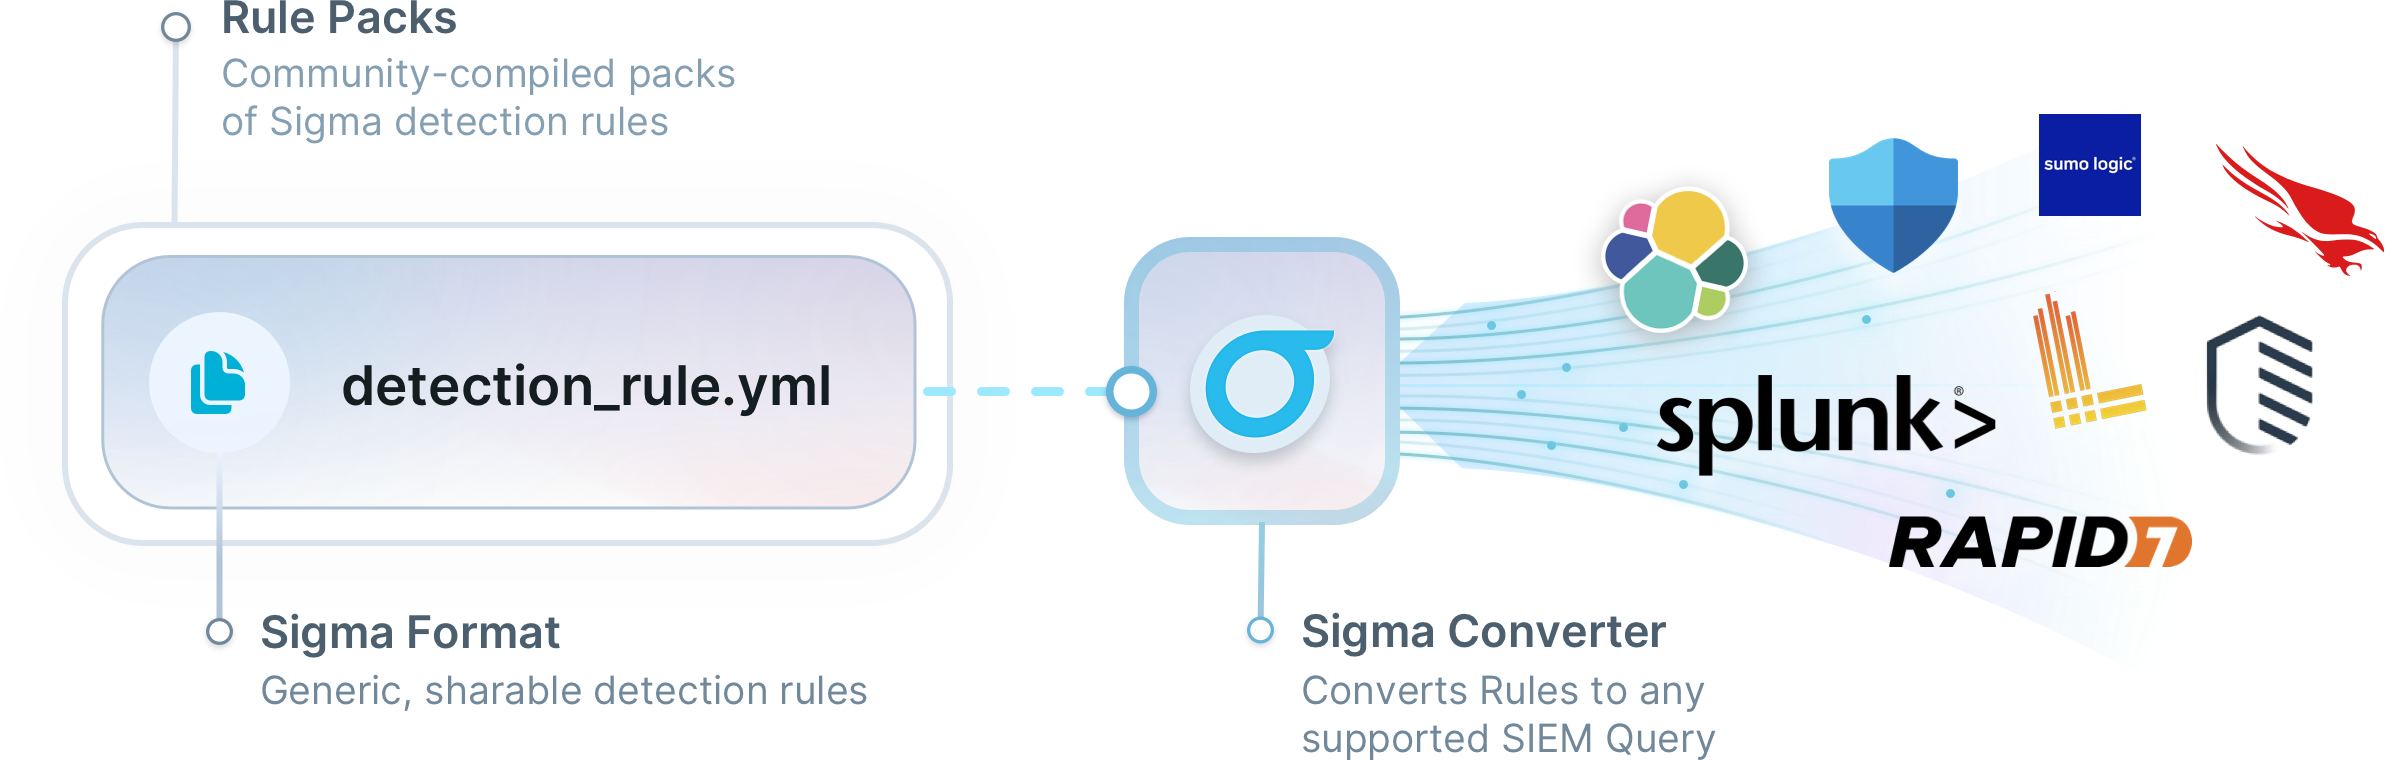 Rule Packs
Community-compiled packs
of Sigma detection rules
detection_rule.yml
Sigma Format
Generic, sharable detection rules
Sigma Converter
Converts Rules to any
supported SIEM Query
sumo logic
splunk>®
RAPID7